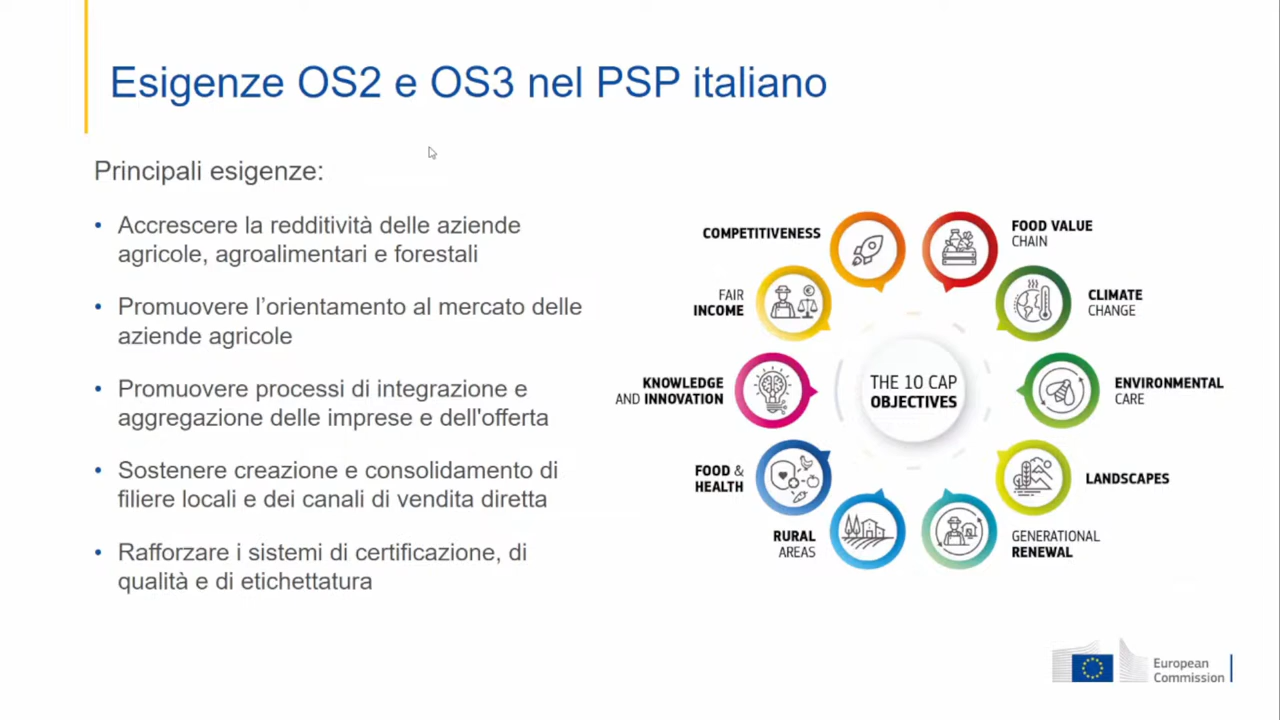 Esigenze OS2 e OS3 nel PSP italiano
Principali esigenze:
• Accrescere la redditività delle aziende
agricole, agroalimentari e forestali
• Promuovere l’orientamento al mercato delle
aziende agricole
• Promuovere processi di integrazione e
aggregazione delle imprese e dell'offerta
• Sostenere creazione e consolidamento di
filiere locali e dei canali di vendita diretta
• Rafforzare i sistemi di certificazione, di
qualità e di etichettatura
COMPETITIVENESS
FOOD VALUE
CHAIN
FAIR
INCOME
CLIMATE
CHANGE
KNOWLEDGE
AND INNOVATION
THE 10 CAP
OBJECTIVES
ENVIRONMENTAL
CARE
FOOD &
HEALTH
LANDSCAPES
RURAL
AREAS
GENERATIONAL
RENEWAL
European
Commission